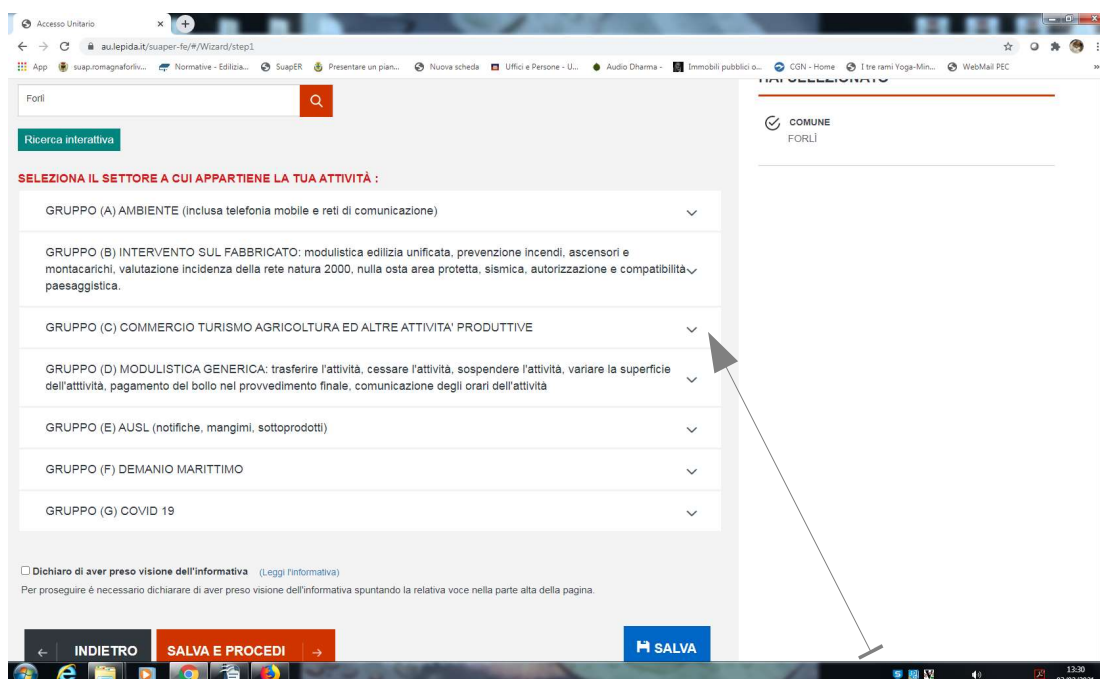 Accesso Unitario
au.lepida.it/suaper-fe/#/Wizard/step1
App suap.romagnaforliv... Normative - Edilizia... SuapER Presentare un pian... Nuova scheda Uffici e Persone - U... Audio Dharma - Immobili pubblici o... CGN - Home I tre rami Yoga-Min... WebMail PEC
HAI SELEZIONATO
Forlì
COMUNE
FORLÌ
Ricerca interattiva
SELEZIONA IL SETTORE A CUI APPARTIENE LA TUA ATTIVITÀ :
GRUPPO (A) AMBIENTE (inclusa telefonia mobile e reti di comunicazione)
GRUPPO (B) INTERVENTO SUL FABBRICATO: modulistica edilizia unificata, prevenzione incendi, ascensori e
montacarichi, valutazione incidenza della rete natura 2000, nulla osta area protetta, sismica, autorizzazione e compatibilità
paesaggistica.
GRUPPO (C) COMMERCIO TURISMO AGRICOLTURA ED ALTRE ATTIVITA' PRODUTTIVE
GRUPPO (D) MODULISTICA GENERICA: trasferire l'attività, cessare l'attività, sospendere l'attività, variare la superficie
dell'atttività, pagamento del bollo nel provvedimento finale, comunicazione degli orari dell'attività
GRUPPO (E) AUSL (notifiche, mangimi, sottoprodotti)
GRUPPO (F) DEMANIO MARITTIMO
GRUPPO (G) COVID 19
Dichiaro di aver preso visione dell'informativa (Leggi l'informativa)
Per proseguire è necessario dichiarare di aver preso visione dell'informativa spuntando la relativa voce nella parte alta della pagina.
← INDIETRO SALVA E PROCEDI → SALVA
13:30